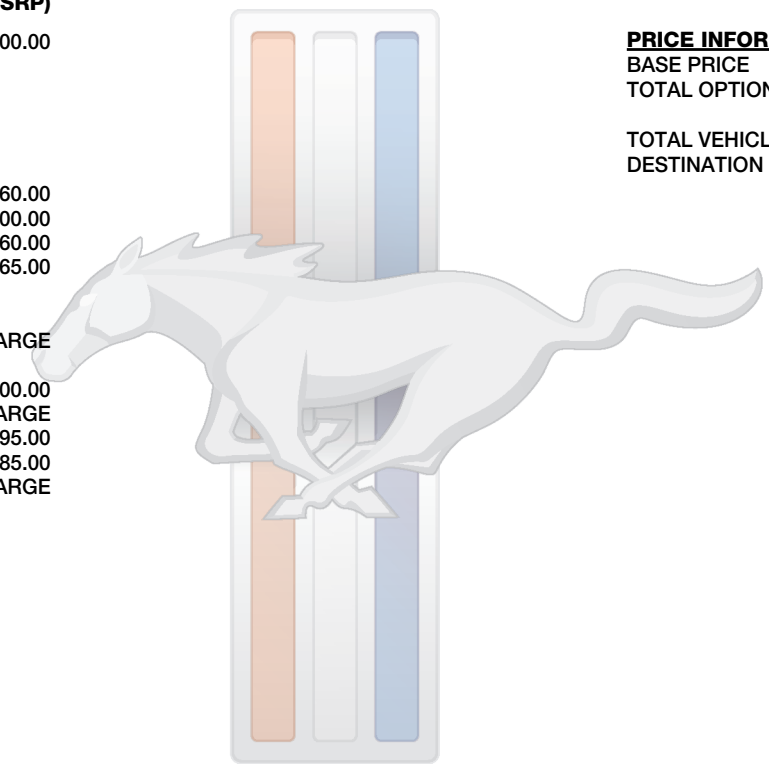 SRP)
00.00
60.00
00.00
60.00
65.00
ARGE
00.00
ARGE
95.00
85.00
ARGE
PRICE INFOR
BASE PRICE
TOTAL OPTION
TOTAL VEHICL
DESTINATION